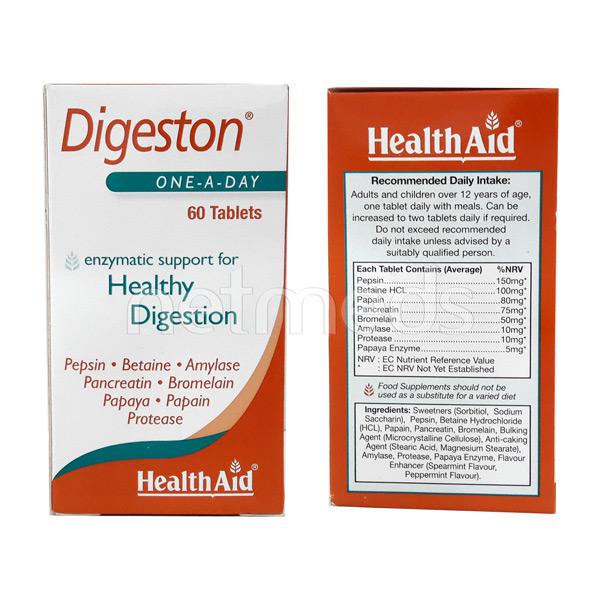 Digeston®
ONE-A-DAY
60 Tablets
enzymatic support for
Healthy
Digestion
Pepsin • Betaine • Amylase
Pancreatin • Bromelain
Papaya • Papain
Protease
HealthAid®
HealthAid®
Recommended Daily Intake:
Adults and children over 12 years of age,
one tablet daily with meals. Can be
increased to two tablets daily if required.
Do not exceed recommended
daily intake unless advised by a
suitably qualified person.
Each Tablet Contains (Average) %NRV
Pepsin 150mg*
Betaine HCL 100mg*
Papain 80mg*
Pancreatin 75mg*
Bromelain 50mg*
Amylase 10mg*
Protease 10mg*
Papaya Enzyme 5mg*
NRV : EC Nutrient Reference Value
* : EC NRV Not Yet Established
Food Supplements should not be
used as a substitute for a varied diet
Ingredients: Sweetners (Sorbitiol, Sodium
Saccharin), Pepsin, Betaine Hydrochloride
(HCL), Papain, Pancreatin, Bromelain, Bulking
Agent (Microcrystalline Cellulose), Anti-caking
Agent (Stearic Acid, Magnesium Stearate),
Amylase, Protease, Papaya Enzyme, Flavour
Enhancer (Spearmint Flavour,
Peppermint Flavour).
netmeds